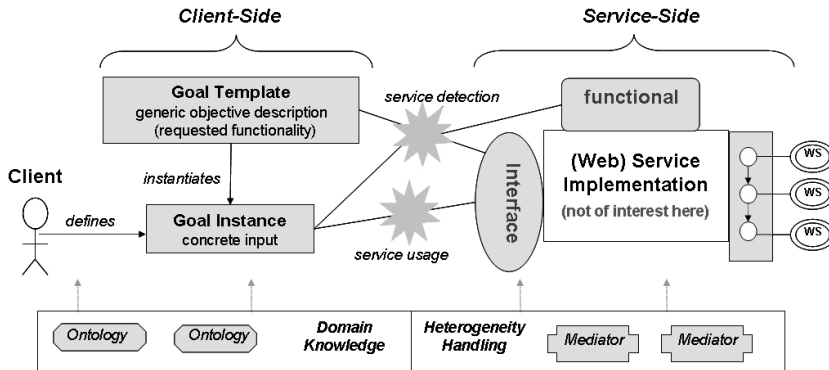 Client-Side
Service-Side
Goal Template
generic objective description
(requested functionality)
service detection
functional
Client
instantiates
Interface
(Web) Service
Implementation
(not of interest here)
WS
WS
WS
defines
Goal Instance
concrete input
service usage
Ontology
Ontology
Domain
Knowledge
Heterogeneity
Handling
Mediator
Mediator